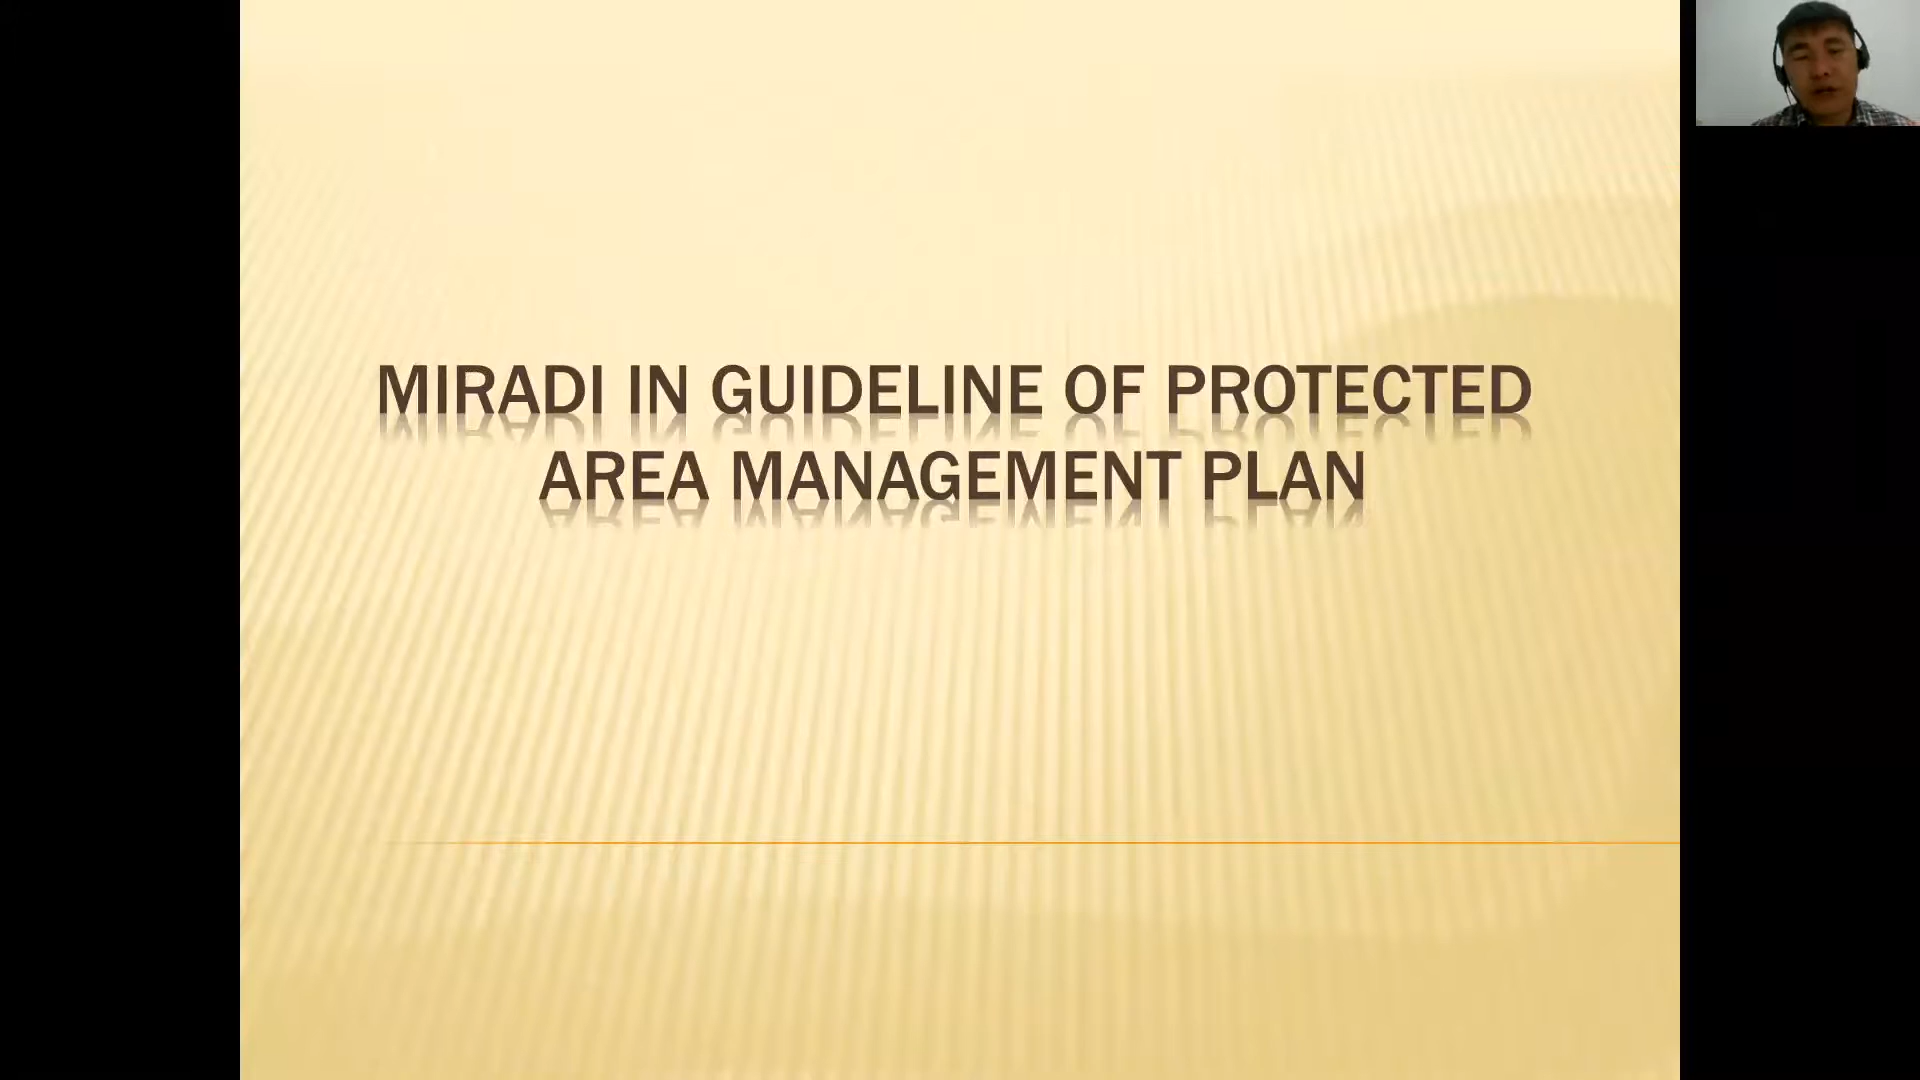 MIRADI IN GUIDELINE OF PROTECTED
AREA MANAGEMENT PLAN